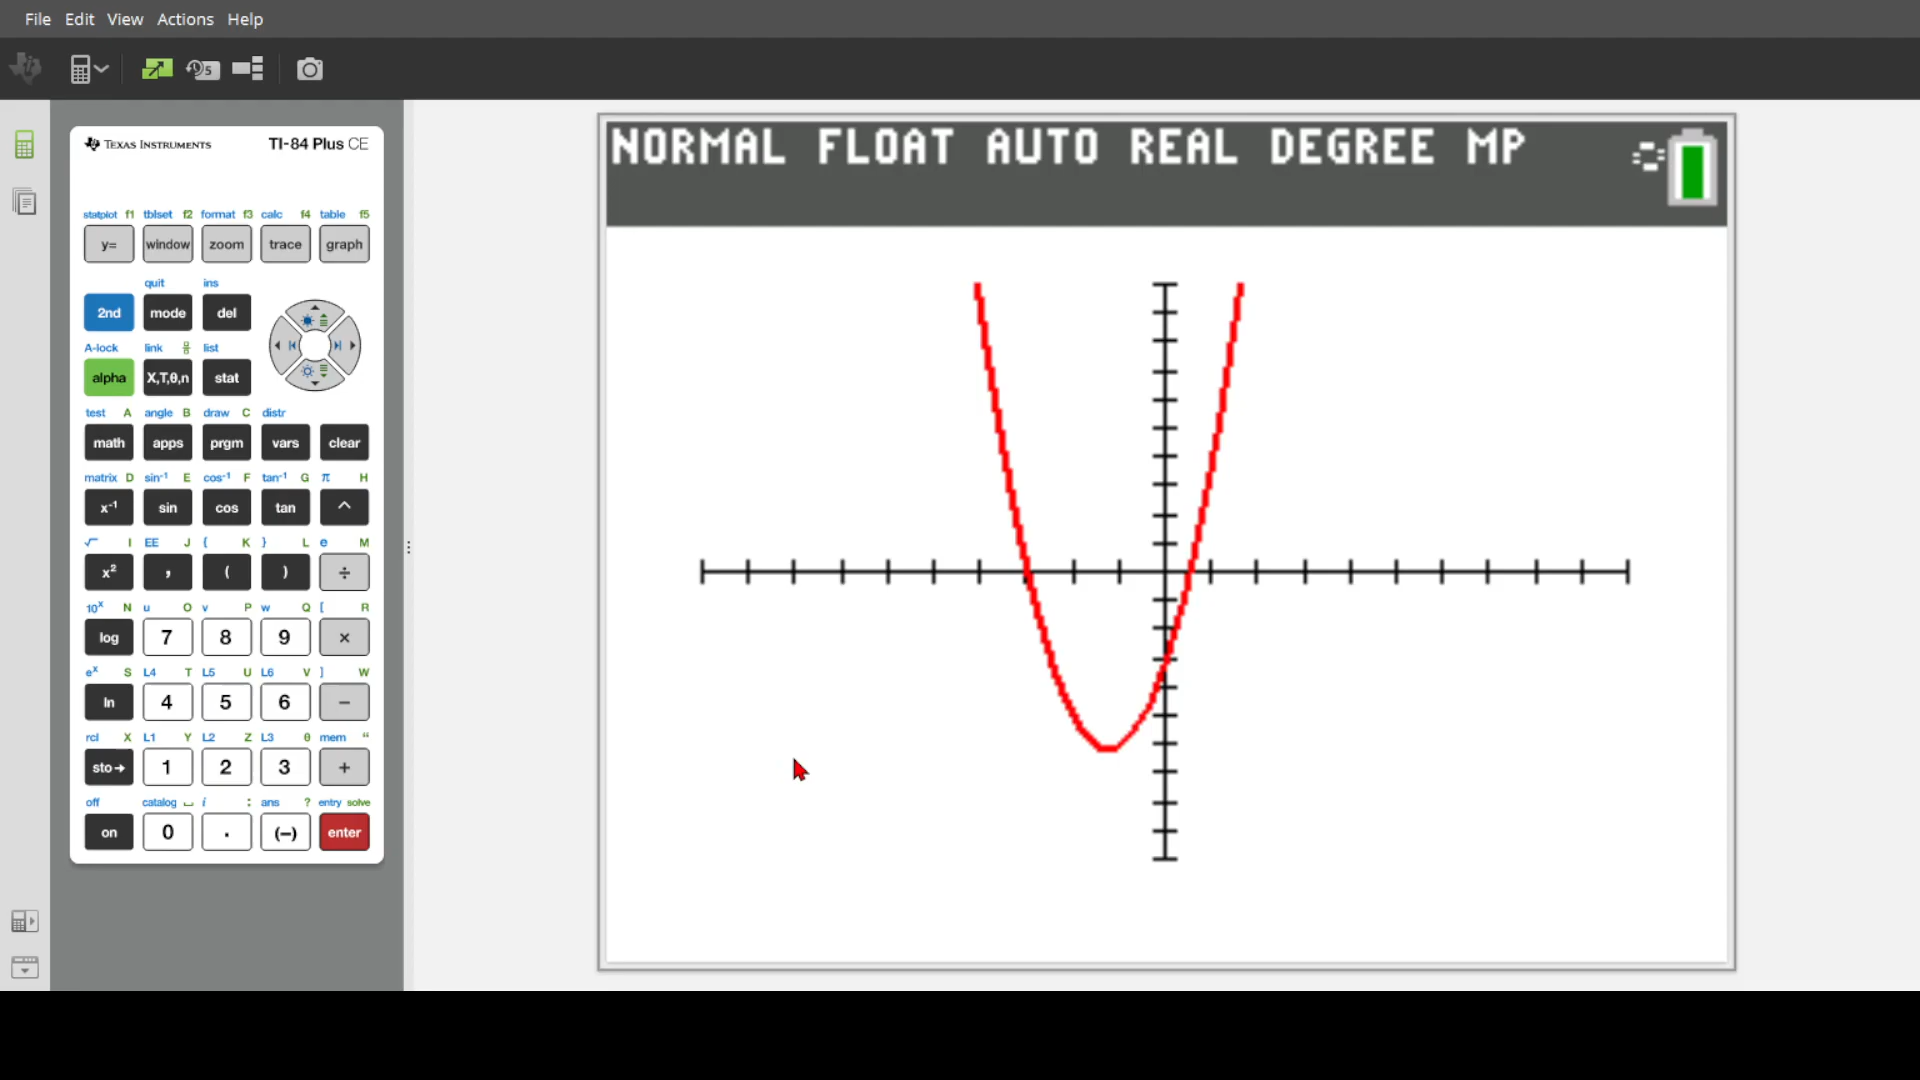 File Edit View Actions Help
NORMAL FLOAT AUTO REAL DEGREE MP
TEXAS INSTRUMENTS TI-84 Plus CE
statplot f1 tblset f2 format f3 calc f4 table f5
y= window zoom trace graph
quit ins
2nd mode del
A-lock link list
alpha X,T,θ,n stat
test A angle B draw C distr
math apps prgm vars clear
matrix D sin⁻¹ E cos⁻¹ F tan⁻¹ G π H
x⁻¹ sin cos tan ^
√ I EE J { K } L e M
x² , ( ) ÷
10ˣ N u O v P w Q [ R
log 7 8 9 ×
eˣ S L4 T L5 U L6 V ] W
ln 4 5 6 −
rcl X L1 Y L2 Z L3 θ mem “
sto→ 1 2 3 +
off catalog ⎵ i : ans ? entry solve
on 0 . (−) enter